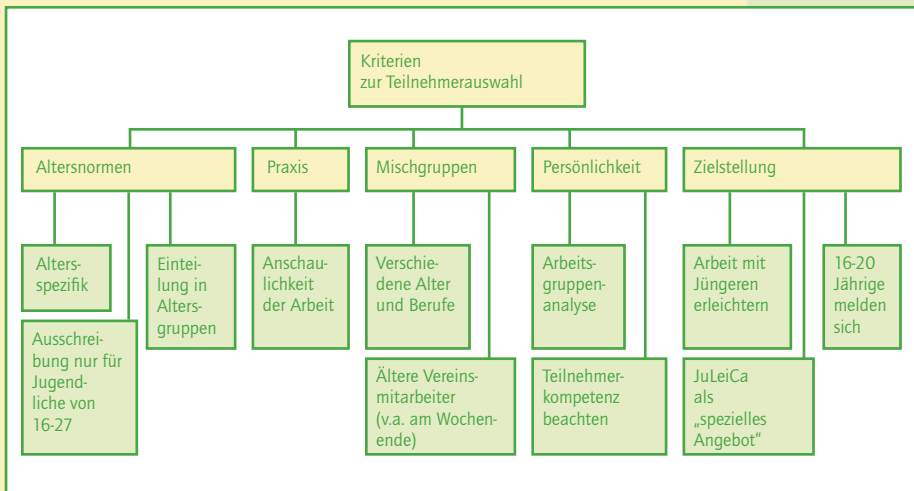 Kriterien
zur Teilnehmerauswahl
Altersnormen
Praxis
Mischgruppen
Persönlichkeit
Zielstellung
Alters-
spezifik
Eintei-
lung in
Alters-
gruppen
Anschau-
lichkeit
der Arbeit
Verschie-
dene Alter
und Berufe
Arbeits-
gruppen-
analyse
Arbeit mit
Jüngeren
erleichtern
16-20
Jährige
melden
sich
Ausschrei-
bung nur für
Jugend-
liche von
16-27
Ältere Vereins-
mitarbeiter
(v.a. am Wochen-
ende)
Teilnehmer-
kompetenz
beachten
JuLeiCa
als
„spezielles
Angebot“